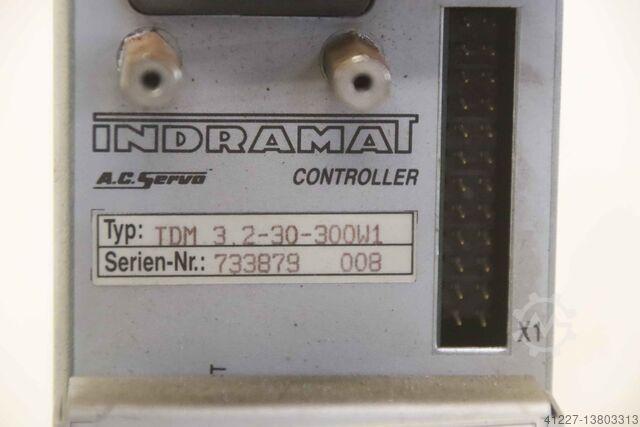 INDRAMAT
A.C. Servo CONTROLLER
Typ: TDM 3.2-30-300W1
Serien-Nr.: 733879 008
X1
T
41227-13803313